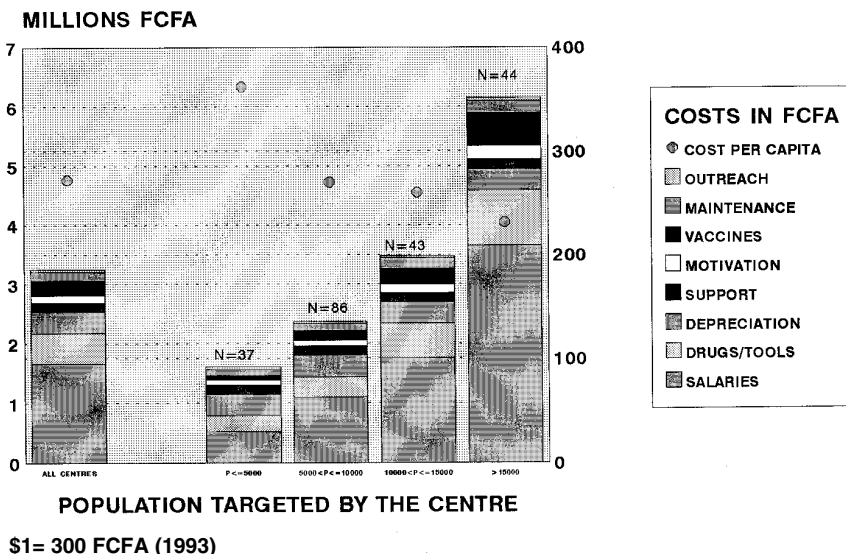 MILLIONS FCFA
7
6
5
4
3
2
1
0
400
300
200
100
0
N=37
N=86
N=43
N=44
ALL CENTRES
P<=5000
5000<P<=10000
10000<P<=15000
>15000
POPULATION TARGETED BY THE CENTRE
COSTS IN FCFA
COST PER CAPITA
OUTREACH
MAINTENANCE
VACCINES
MOTIVATION
SUPPORT
DEPRECIATION
DRUGS/TOOLS
SALARIES
$1= 300 FCFA (1993)